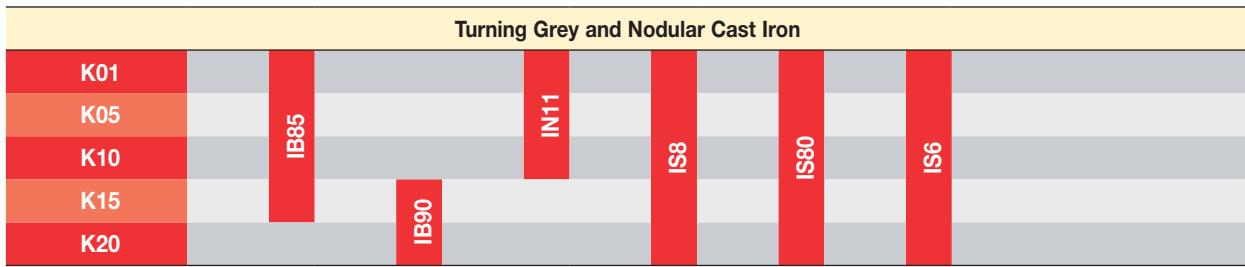 Turning Grey and Nodular Cast Iron
K01
K05
K10
K15
K20
IB85
IB90
IN11
IS8
IS80
IS6